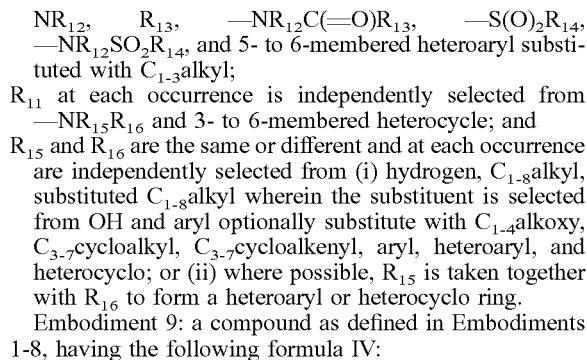 NR₁₂, R₁₃, —NR₁₂C(═O)R₁₃, —S(O)₂R₁₄,
—NR₁₂SO₂R₁₄, and 5- to 6-membered heteroaryl substi-
tuted with C₁₋₃alkyl;
R₁₁ at each occurrence is independently selected from
—NR₁₅R₁₆ and 3- to 6-membered heterocycle; and
R₁₅ and R₁₆ are the same or different and at each occurrence
are independently selected from (i) hydrogen, C₁₋₈alkyl,
substituted C₁₋₈alkyl wherein the substituent is selected
from OH and aryl optionally substitute with C₁₋₄alkoxy,
C₃₋₇cycloalkyl, C₃₋₇cycloalkenyl, aryl, heteroaryl, and
heterocyclo; or (ii) where possible, R₁₅ is taken together
with R₁₆ to form a heteroaryl or heterocyclo ring.
Embodiment 9: a compound as defined in Embodiments
1-8, having the following formula IV: